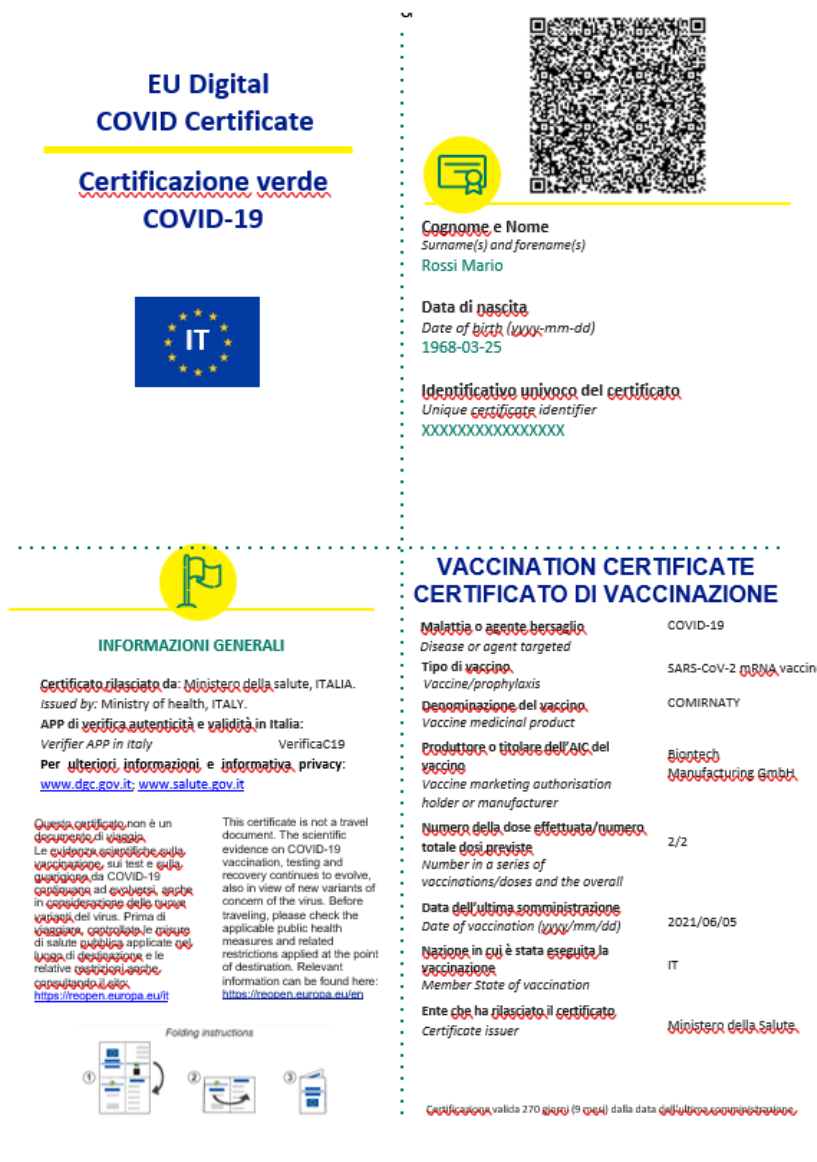 EU Digital
COVID Certificate
Certificazione verde
COVID-19
IT
Cognome e Nome
Surname(s) and forename(s)
Rossi Mario
Data di nascita
Date of birth (yyyy-mm-dd)
1968-03-25
Identificativo univoco del certificato
Unique certificate identifier
XXXXXXXXXXXXXXXXX
INFORMAZIONI GENERALI
Certificato rilasciato da: Ministero della salute, ITALIA.
Issued by: Ministry of health, ITALY.
APP di verifica autenticità e validità in Italia:
Verifier APP in Italy VerificaC19
Per ulteriori informazioni e informativa privacy:
www.dgc.gov.it; www.salute.gov.it
Questo certificato non è un
documento di viaggio.
Le evidenze scientifiche sulla
vaccinazione, sui test e sulla
guarigione da COVID-19
continuano ad evolversi, anche
in considerazione delle nuove
varianti del virus. Prima di
viaggiare, controllate le misure
di salute pubblica applicate nel
luogo di destinazione e le
relative restrizioni anche
consultando il sito:
https://reopen.europa.eu/it
This certificate is not a travel
document. The scientific
evidence on COVID-19
vaccination, testing and
recovery continues to evolve,
also in view of new variants of
concern of the virus. Before
traveling, please check the
applicable public health
measures and related
restrictions applied at the point
of destination. Relevant
information can be found here:
https://reopen.europa.eu/en
Folding instructions
1
2
3
VACCINATION CERTIFICATE
CERTIFICATO DI VACCINAZIONE
Malattia o agente bersaglio COVID-19
Disease or agent targeted
Tipo di vaccino SARS-CoV-2 mRNA vaccin
Vaccine/prophylaxis
Denominazione del vaccino COMIRNATY
Vaccine medicinal product
Produttore o titolare dell'AIC del
vaccino
Biontech
Manufacturing GmbH
Vaccine marketing authorisation
holder or manufacturer
Numero della dose effettuata/numero
totale dosi previste 2/2
Number in a series of
vaccinations/doses and the overall
Data dell'ultima somministrazione
Date of vaccination (yyyy/mm/dd) 2021/06/05
Nazione in cui è stata eseguita la
vaccinazione IT
Member State of vaccination
Ente che ha rilasciato il certificato
Certificate issuer Ministero della Salute
Certificazione valida 270 giorni (9 mesi) dalla data dell'ultima somministrazione